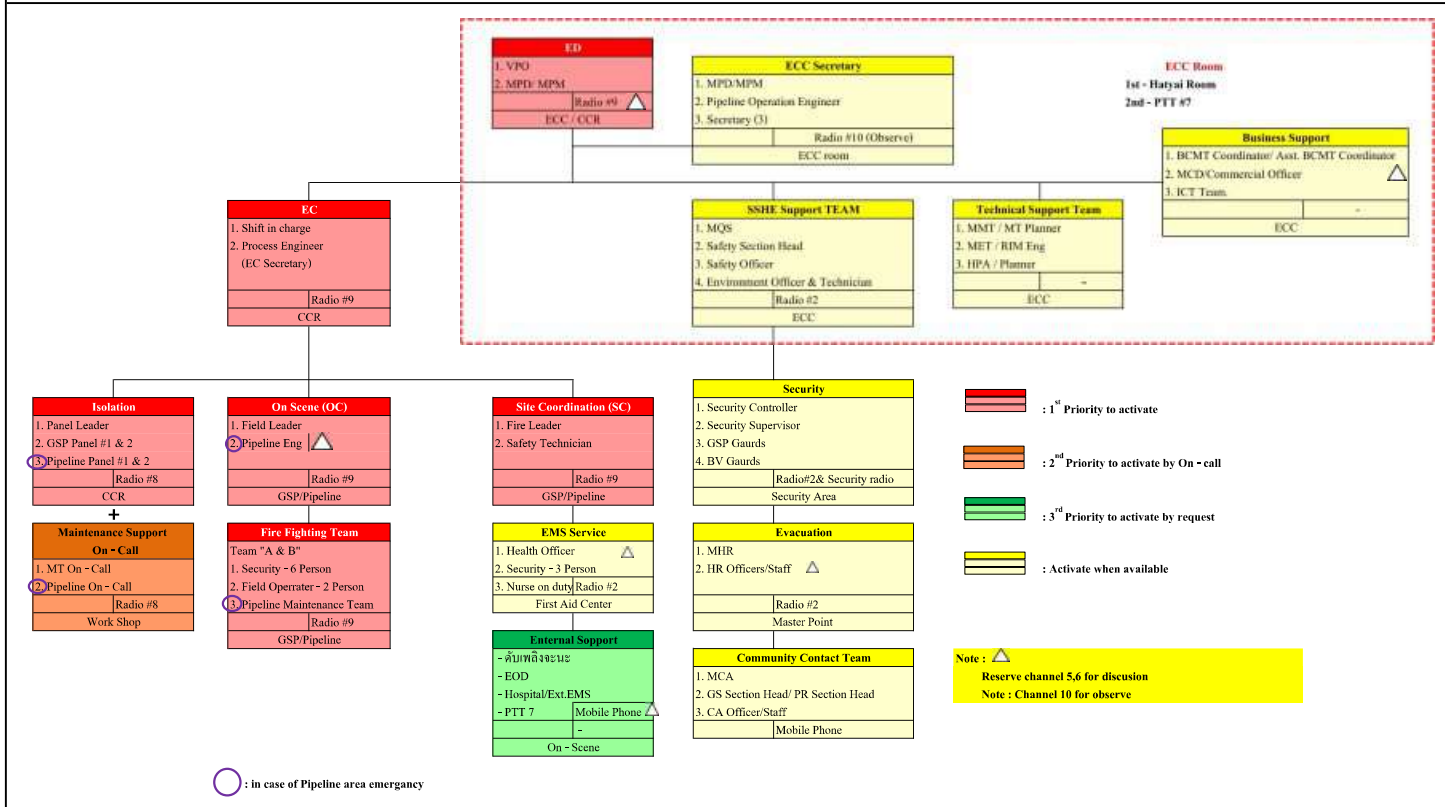 ED
1. VPO
2. MPD/ MPM
Radio #9
ECC / CCR
ECC Secretary
1. MPD/MPM
2. Pipeline Operation Engineer
3. Secretary (3)
Radio #10 (Observe)
ECC room
ECC Room
1st - Hatyai Room
2nd - PTT #7
Business Support
1. BCMT Coordinator/ Asst. BCMT Coordinator
2. MCD/Commercial Officer
3. ICT Team.
-
ECC
EC
1. Shift in charge
2. Process Engineer
(EC Secretary)
Radio #9
CCR
SSHE Support TEAM
1. MQS
2. Safety Section Head
3. Safety Officer
4. Environment Officer & Technician
Radio #2
ECC
Technical Support Team
1. MMT / MT Planner
2. MET / RIM Eng
3. HPA / Planner
-
ECC
Isolation
1. Panel Leader
2. GSP Panel #1 & 2
3. Pipeline Panel #1 & 2
Radio #8
CCR
+
Maintenance Support
On - Call
1. MT On - Call
2. Pipeline On - Call
Radio #8
Work Shop
On Scene (OC)
1. Field Leader
2. Pipeline Eng
Radio #9
GSP/Pipeline
Fire Fighting Team
Team "A & B"
1. Security - 6 Person
2. Field Operrater - 2 Person
3. Pipeline Maintenance Team
Radio #9
GSP/Pipeline
Site Coordination (SC)
1. Fire Leader
2. Safety Technician
Radio #9
GSP/Pipeline
EMS Service
1. Health Officer
2. Security - 3 Person
3. Nurse on duty Radio #2
First Aid Center
Enternal Support
- ดับเพลิงจะนะ
- EOD
- Hospital/Ext.EMS
- PTT 7 Mobile Phone
-
On - Scene
Security
1. Security Controller
2. Security Supervisor
3. GSP Gaurds
4. BV Gaurds
Radio#2& Security radio
Security Area
Evacuation
1. MHR
2. HR Officers/Staff
Radio #2
Master Point
Community Contact Team
1. MCA
2. GS Section Head/ PR Section Head
3. CA Officer/Staff
Mobile Phone
: 1st Priority to activate
: 2nd Priority to activate by On - call
: 3rd Priority to activate by request
: Activate when available
Note :
Reserve channel 5,6 for discusion
Note : Channel 10 for observe
: in case of Pipeline area emergancy